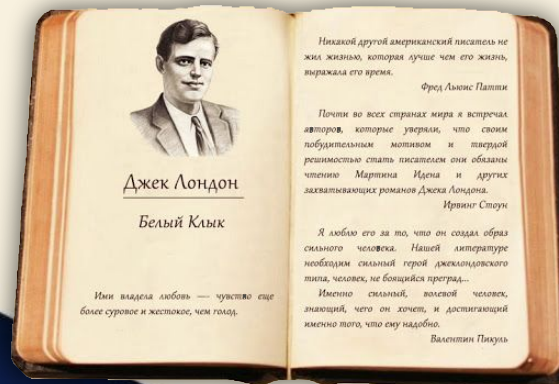 Джек Лондон
Белый Клык
Ими владела любовь — чувство еще
более суровое и жестокое, чем голод.
Никакой другой американский писатель не
жил жизнью, которая лучше чем его жизнь,
выражала его время.
Фред Льюис Патти
Почти во всех странах мира я встречал
авторов, которые уверяли, что своим
побудительным мотивом и твердой
решимостью стать писателем они обязаны
чтению Мартина Идена и других
захватывающих романов Джека Лондона.
Ирвинг Стоун
Я люблю его за то, что он создал образ
сильного человека. Нашей литературе
необходим сильный герой джеклондовского
типа, человек, не боящийся преград...
Именно сильный, волевой человек,
знающий, чего он хочет, и достигающий
именно того, что ему надобно.
Валентин Пикуль